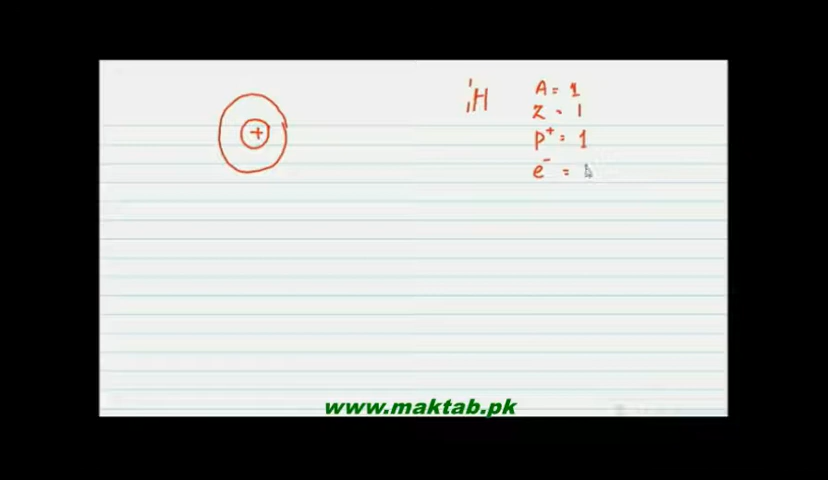 +
¹₁H
A = 1
Z = 1
p⁺ = 1
e⁻ =
www.maktab.pk